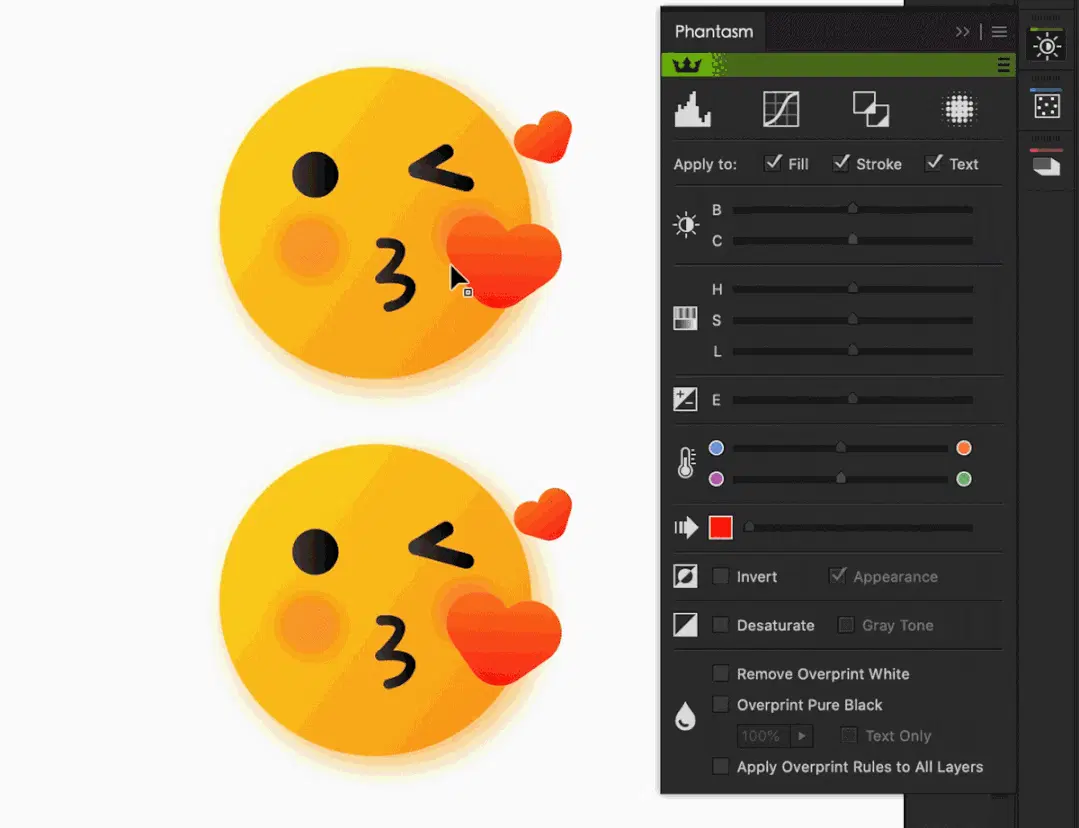 Phantasm
Apply to: Fill Stroke Text
B
C
H
S
L
E
Invert Appearance
Desaturate Gray Tone
Remove Overprint White
Overprint Pure Black
100% Text Only
Apply Overprint Rules to All Layers